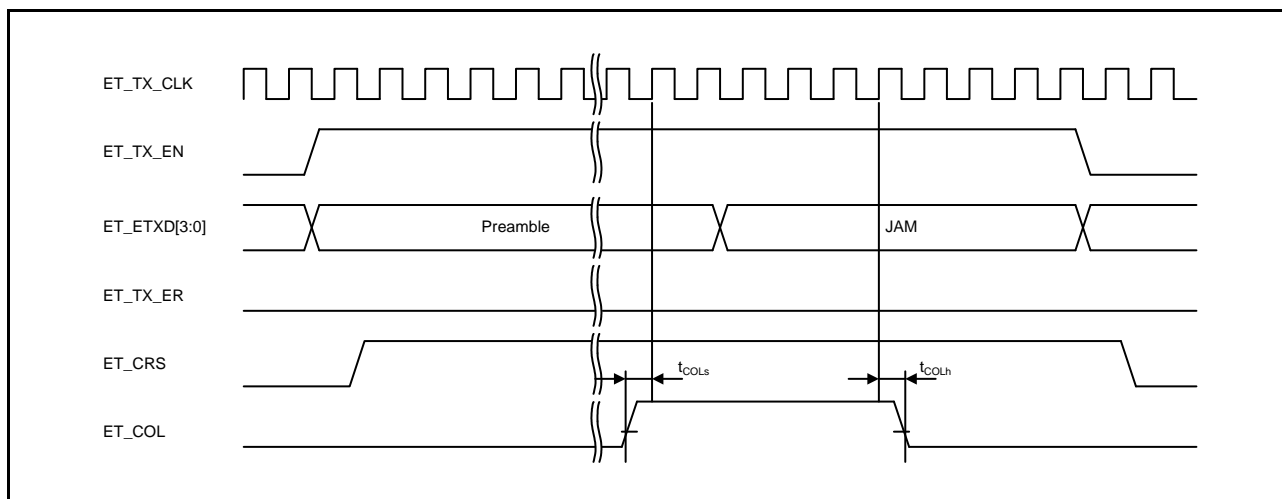 ET_TX_CLK
ET_TX_EN
ET_ETXD[3:0]
Preamble
JAM
ET_TX_ER
ET_CRS
tCOLs
tCOLh
ET_COL